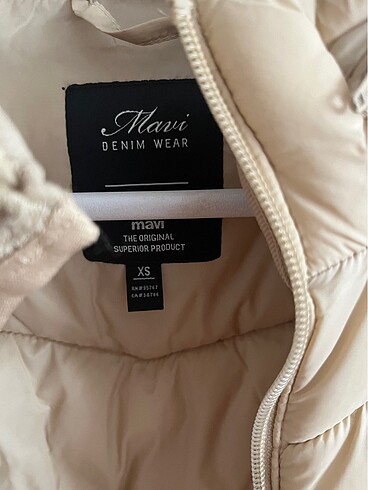 Mavi
DENIM WEAR
mavi
THE ORIGINAL
SUPERIOR PRODUCT
XS